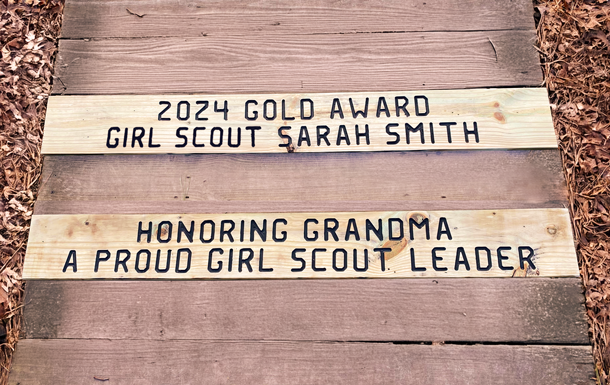 2024 GOLD AWARD
GIRL SCOUT SARAH SMITH
HONORING GRANDMA
A PROUD GIRL SCOUT LEADER